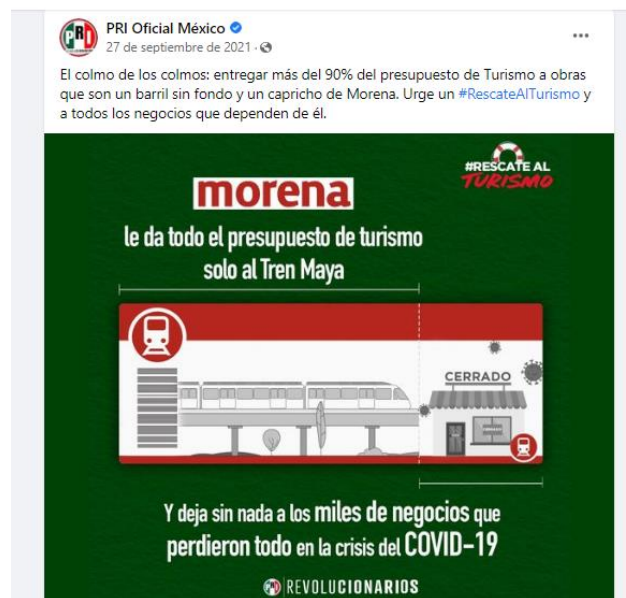 PRI Oficial México
27 de septiembre de 2021 ·
El colmo de los colmos: entregar más del 90% del presupuesto de Turismo a obras
que son un barril sin fondo y un capricho de Morena. Urge un #RescateAlTurismo y
a todos los negocios que dependen de él.
#RESCATE AL
TURISMO
morena
le da todo el presupuesto de turismo
solo al Tren Maya
CERRADO
Y deja sin nada a los miles de negocios que
perdieron todo en la crisis del COVID-19
PRI REVOLUCIONARIOS